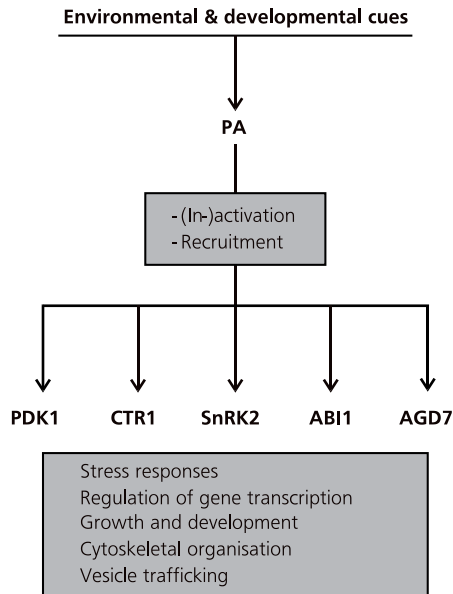 Environmental & developmental cues
PA
- (In-)activation
- Recruitment
PDK1 CTR1 SnRK2 ABI1 AGD7
Stress responses
Regulation of gene transcription
Growth and development
Cytoskeletal organisation
Vesicle trafficking